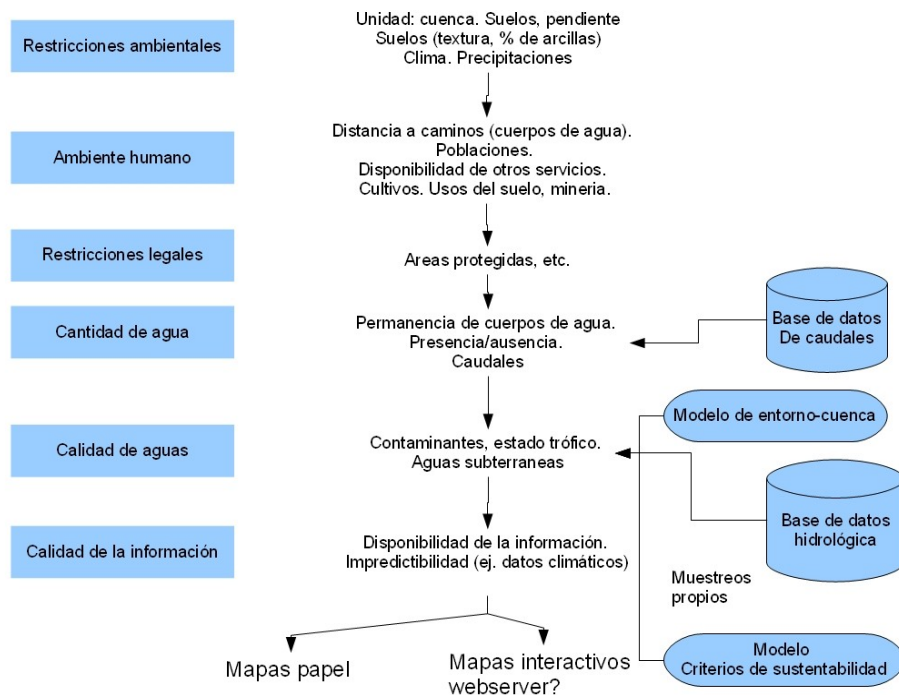 Restricciones ambientales
Unidad: cuenca. Suelos, pendiente
Suelos (textura, % de arcillas)
Clima. Precipitaciones
Ambiente humano
Distancia a caminos (cuerpos de agua).
Poblaciones.
Disponibilidad de otros servicios.
Cultivos. Usos del suelo, mineria.
Restricciones legales
Areas protegidas, etc.
Cantidad de agua
Permanencia de cuerpos de agua.
Presencia/ausencia.
Caudales
Base de datos
De caudales
Modelo de entorno-cuenca
Calidad de aguas
Contaminantes, estado trófico.
Aguas subterraneas
Base de datos
hidrológica
Calidad de la información
Disponibilidad de la información.
Impredictibilidad (ej. datos climáticos)
Muestreos
propios
Mapas papel
Mapas interactivos
webserver?
Modelo
Criterios de sustentabilidad